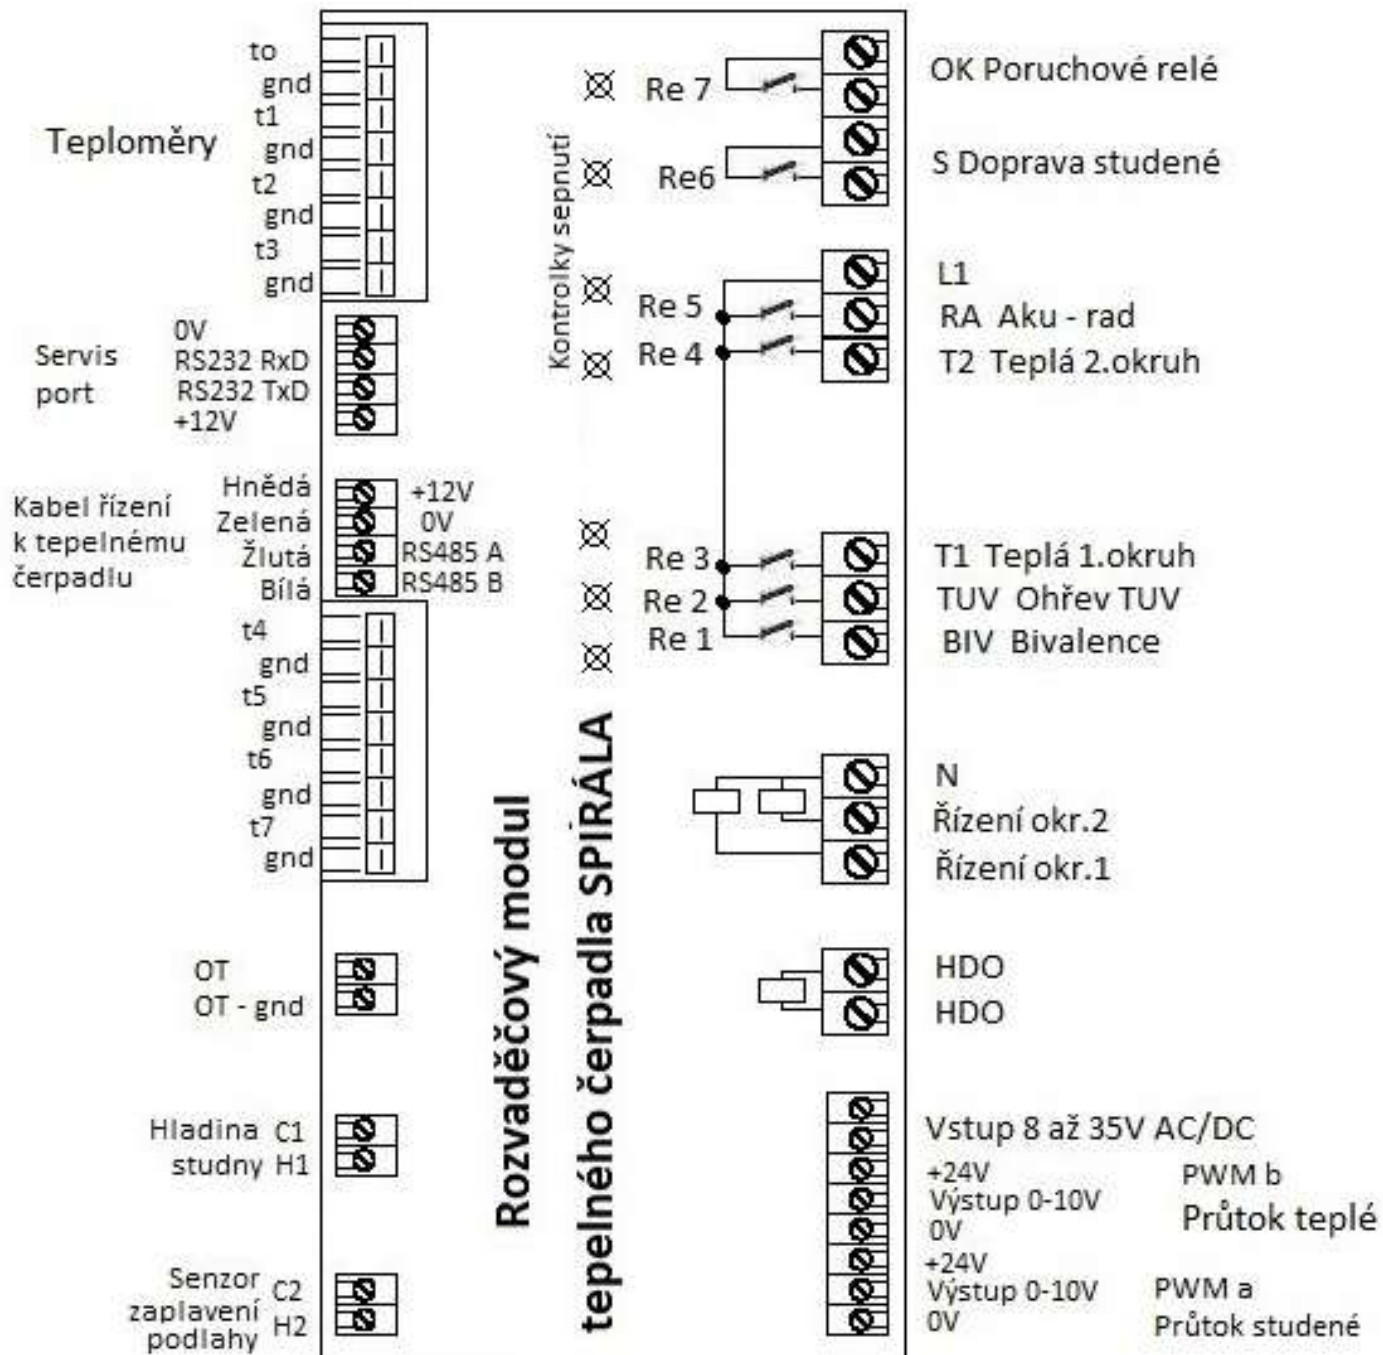 Teploměry
to
gnd
t1
gnd
t2
gnd
t3
gnd
Servis
port
0V
RS232 RxD
RS232 TxD
+12V
Kabel řízení
k tepelnému
čerpadlu
Hnědá +12V
Zelená 0V
Žlutá RS485 A
Bílá RS485 B
t4
gnd
t5
gnd
t6
gnd
t7
gnd
OT
OT - gnd
Hladina C1
studny H1
Senzor
zaplavení
podlahy
C2
H2
Rozvaděčový modul
tepelného čerpadla SPIRÁLA
Kontrolky sepnutí
Re 7
OK Poruchové relé
Re6
S Doprava studené
L1
Re 5
RA Aku - rad
Re 4
T2 Teplá 2.okruh
Re 3
T1 Teplá 1.okruh
Re 2
TUV Ohřev TUV
Re 1
BIV Bivalence
N
Řízení okr.2
Řízení okr.1
HDO
HDO
Vstup 8 až 35V AC/DC
+24V
Výstup 0-10V
0V
PWM b
Průtok teplé
+24V
Výstup 0-10V
0V
PWM a
Průtok studené